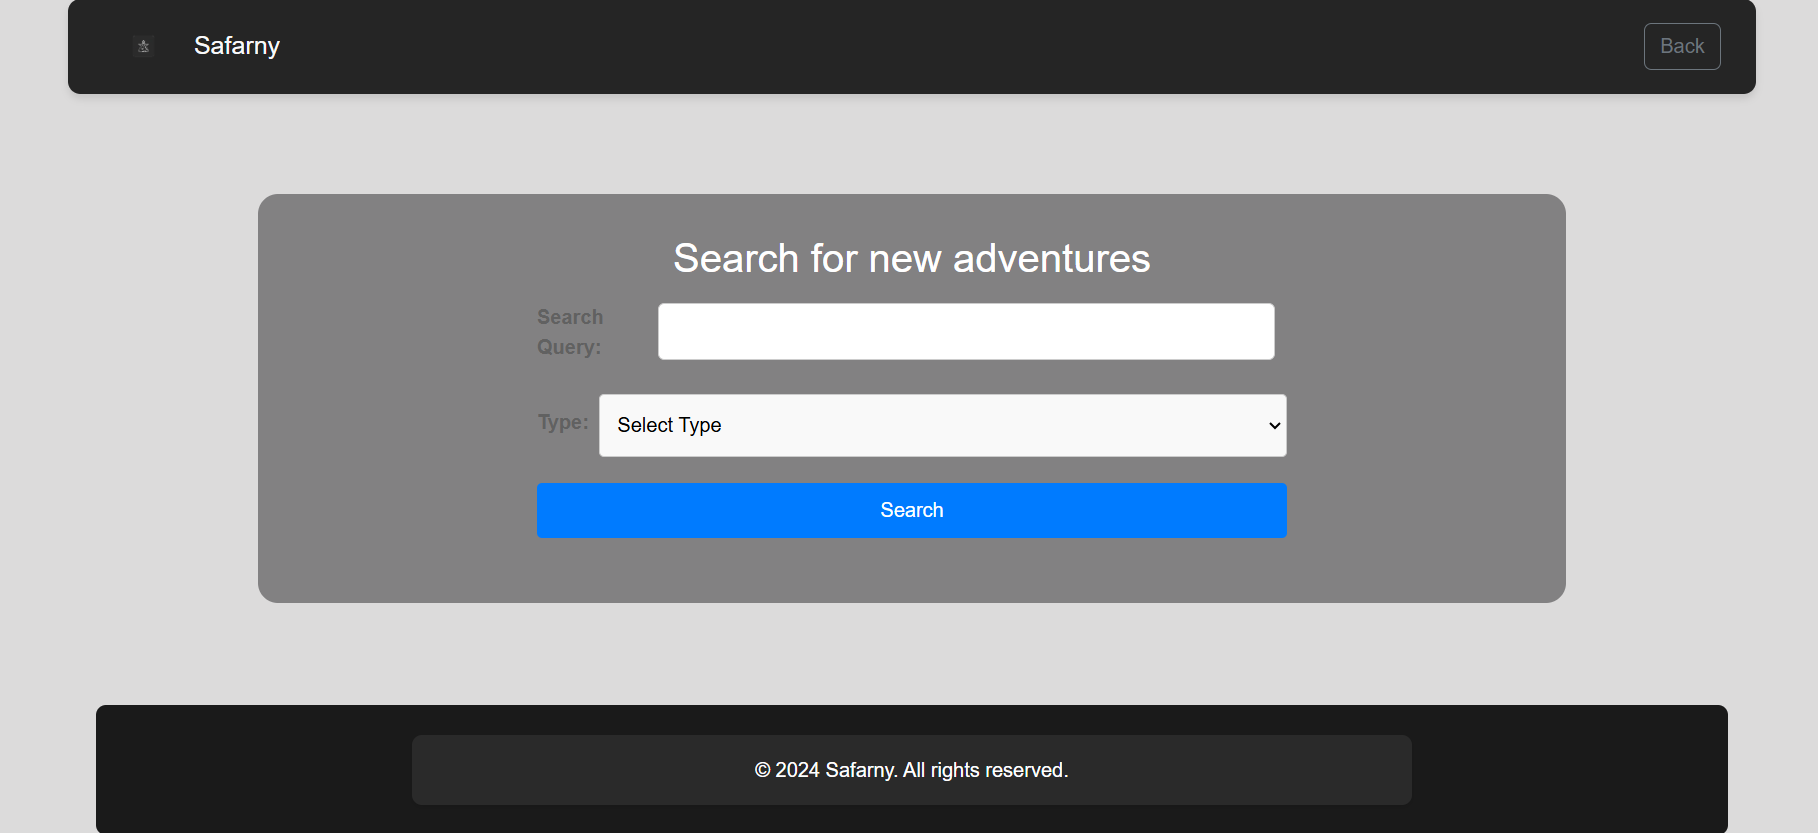 Safarny
Back
Search for new adventures
Search
Query:
Type:
Select Type
Search
© 2024 Safarny. All rights reserved.